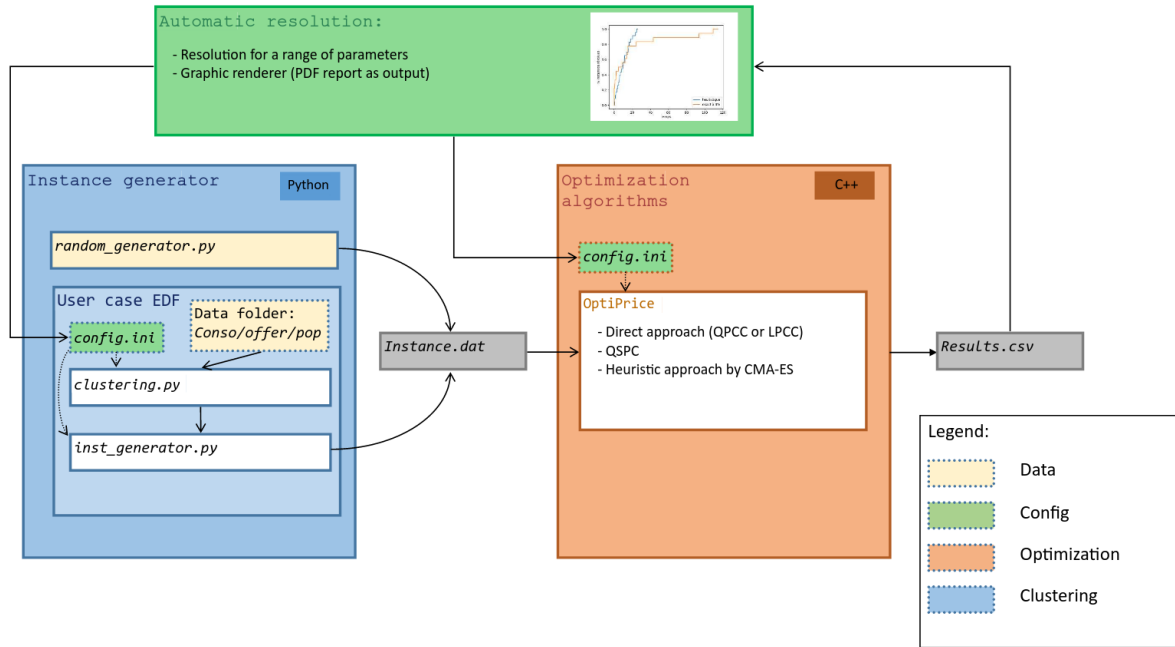 Automatic resolution:
- Resolution for a range of parameters
- Graphic renderer (PDF report as output)
Instance generator
Python
random_generator.py
User case EDF
Data folder:
Conso/offer/pop
config.ini
clustering.py
inst_generator.py
Instance.dat
Optimization
algorithms
C++
config.ini
OptiPrice
- Direct approach (QPCC or LPCC)
- QSPC
- Heuristic approach by CMA-ES
Results.csv
Legend:
Data
Config
Optimization
Clustering